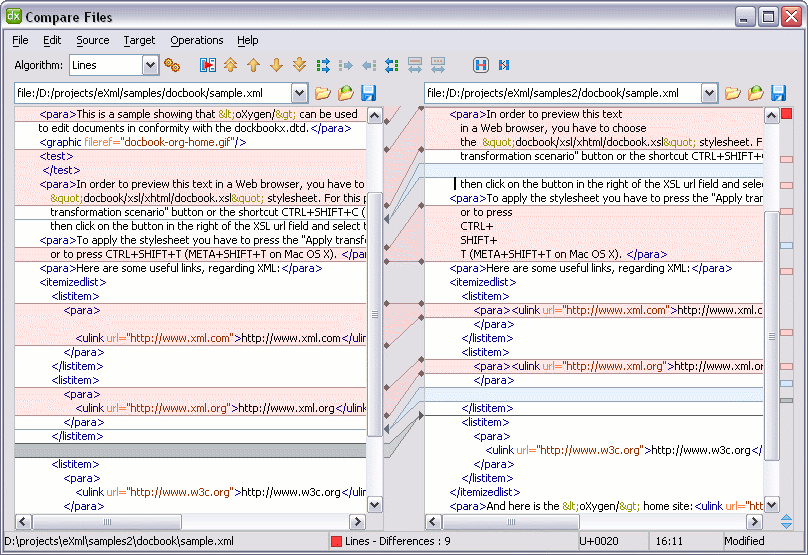 dx Compare Files
File Edit Source Target Operations Help
Algorithm: Lines
file:/D:/projects/eXml/samples/docbook/sample.xml
<para>This is a sample showing that &lt;oXygen/&gt; can be used
to edit documents in conformity with the dockbookx.dtd.</para>
<graphic fileref="docbook-org-home.gif"/>
<test>
</test>
<para>In order to preview this text in a Web browser, you have to
&quot;docbook/xsl/xhtml/docbook.xsl&quot; stylesheet. For this p
transformation scenario" button or the shortcut CTRL+SHIFT+C (
then click on the button in the right of the XSL url field and select t
<para>To apply the stylesheet you have to press the "Apply transf
or to press CTRL+SHIFT+T (META+SHIFT+T on Mac OS X). </para>
<para>Here are some useful links, regarding XML:</para>
<itemizedlist>
<listitem>
<para>
<ulink url="http://www.xml.com">http://www.xml.com</ulin
</para>
</listitem>
<listitem>
<para>
<ulink url="http://www.xml.org">http://www.xml.org</ulink
</para>
</listitem>
<listitem>
<para>
<ulink url="http://www.w3c.org">http://www.w3c.org</ulin
</para>
file:/D:/projects/eXml/samples2/docbook/sample.xml
<para>In order to preview this text
in a Web browser, you have to choose
the &quot;docbook/xsl/xhtml/docbook.xsl&quot; stylesheet. F
transformation scenario" button or the shortcut CTRL+SHIFT+C
then click on the button in the right of the XSL url field and selec
<para>To apply the stylesheet you have to press the "Apply tran
or to press
CTRL+
SHIFT+
T (META+SHIFT+T on Mac OS X). </para>
<para>Here are some useful links, regarding XML:</para>
<itemizedlist>
<listitem>
<para><ulink url="http://www.xml.com">http://www.xml.co
</para>
</listitem>
<listitem>
<para><ulink url="http://www.xml.org">http://www.xml.or
</para>
</listitem>
<listitem>
<para>
<ulink url="http://www.w3c.org">http://www.w3c.org</
</para>
</listitem>
</itemizedlist>
<para>And here is the &lt;oXygen/&gt; home site:<ulink url="
D:\projects\eXml\samples2\docbook\sample.xml
Lines - Differences : 9
U+0020
16:11
Modified